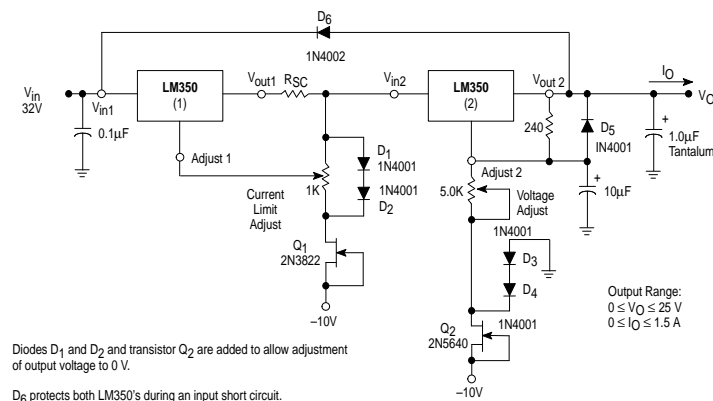 D6
1N4002
Vin
32V
Vin1
LM350
(1)
Vout1
RSC
Vin2
LM350
(2)
Vout 2
IO
VO
0.1µF
Adjust 1
D1
1N4001
1N4001
D2
1K
Current
Limit
Adjust
240
D5
IN4001
+
1.0µF
Tantalum
Adjust 2
5.0K
Voltage
Adjust
+
10µF
Q1
2N3822
–10V
1N4001
D3
D4
1N4001
Q2
2N5640
–10V
Output Range:
0 ≤ VO ≤ 25 V
0 ≤ IO ≤ 1.5 A
Diodes D1 and D2 and transistor Q2 are added to allow adjustment
of output voltage to 0 V.
D6 protects both LM350's during an input short circuit.